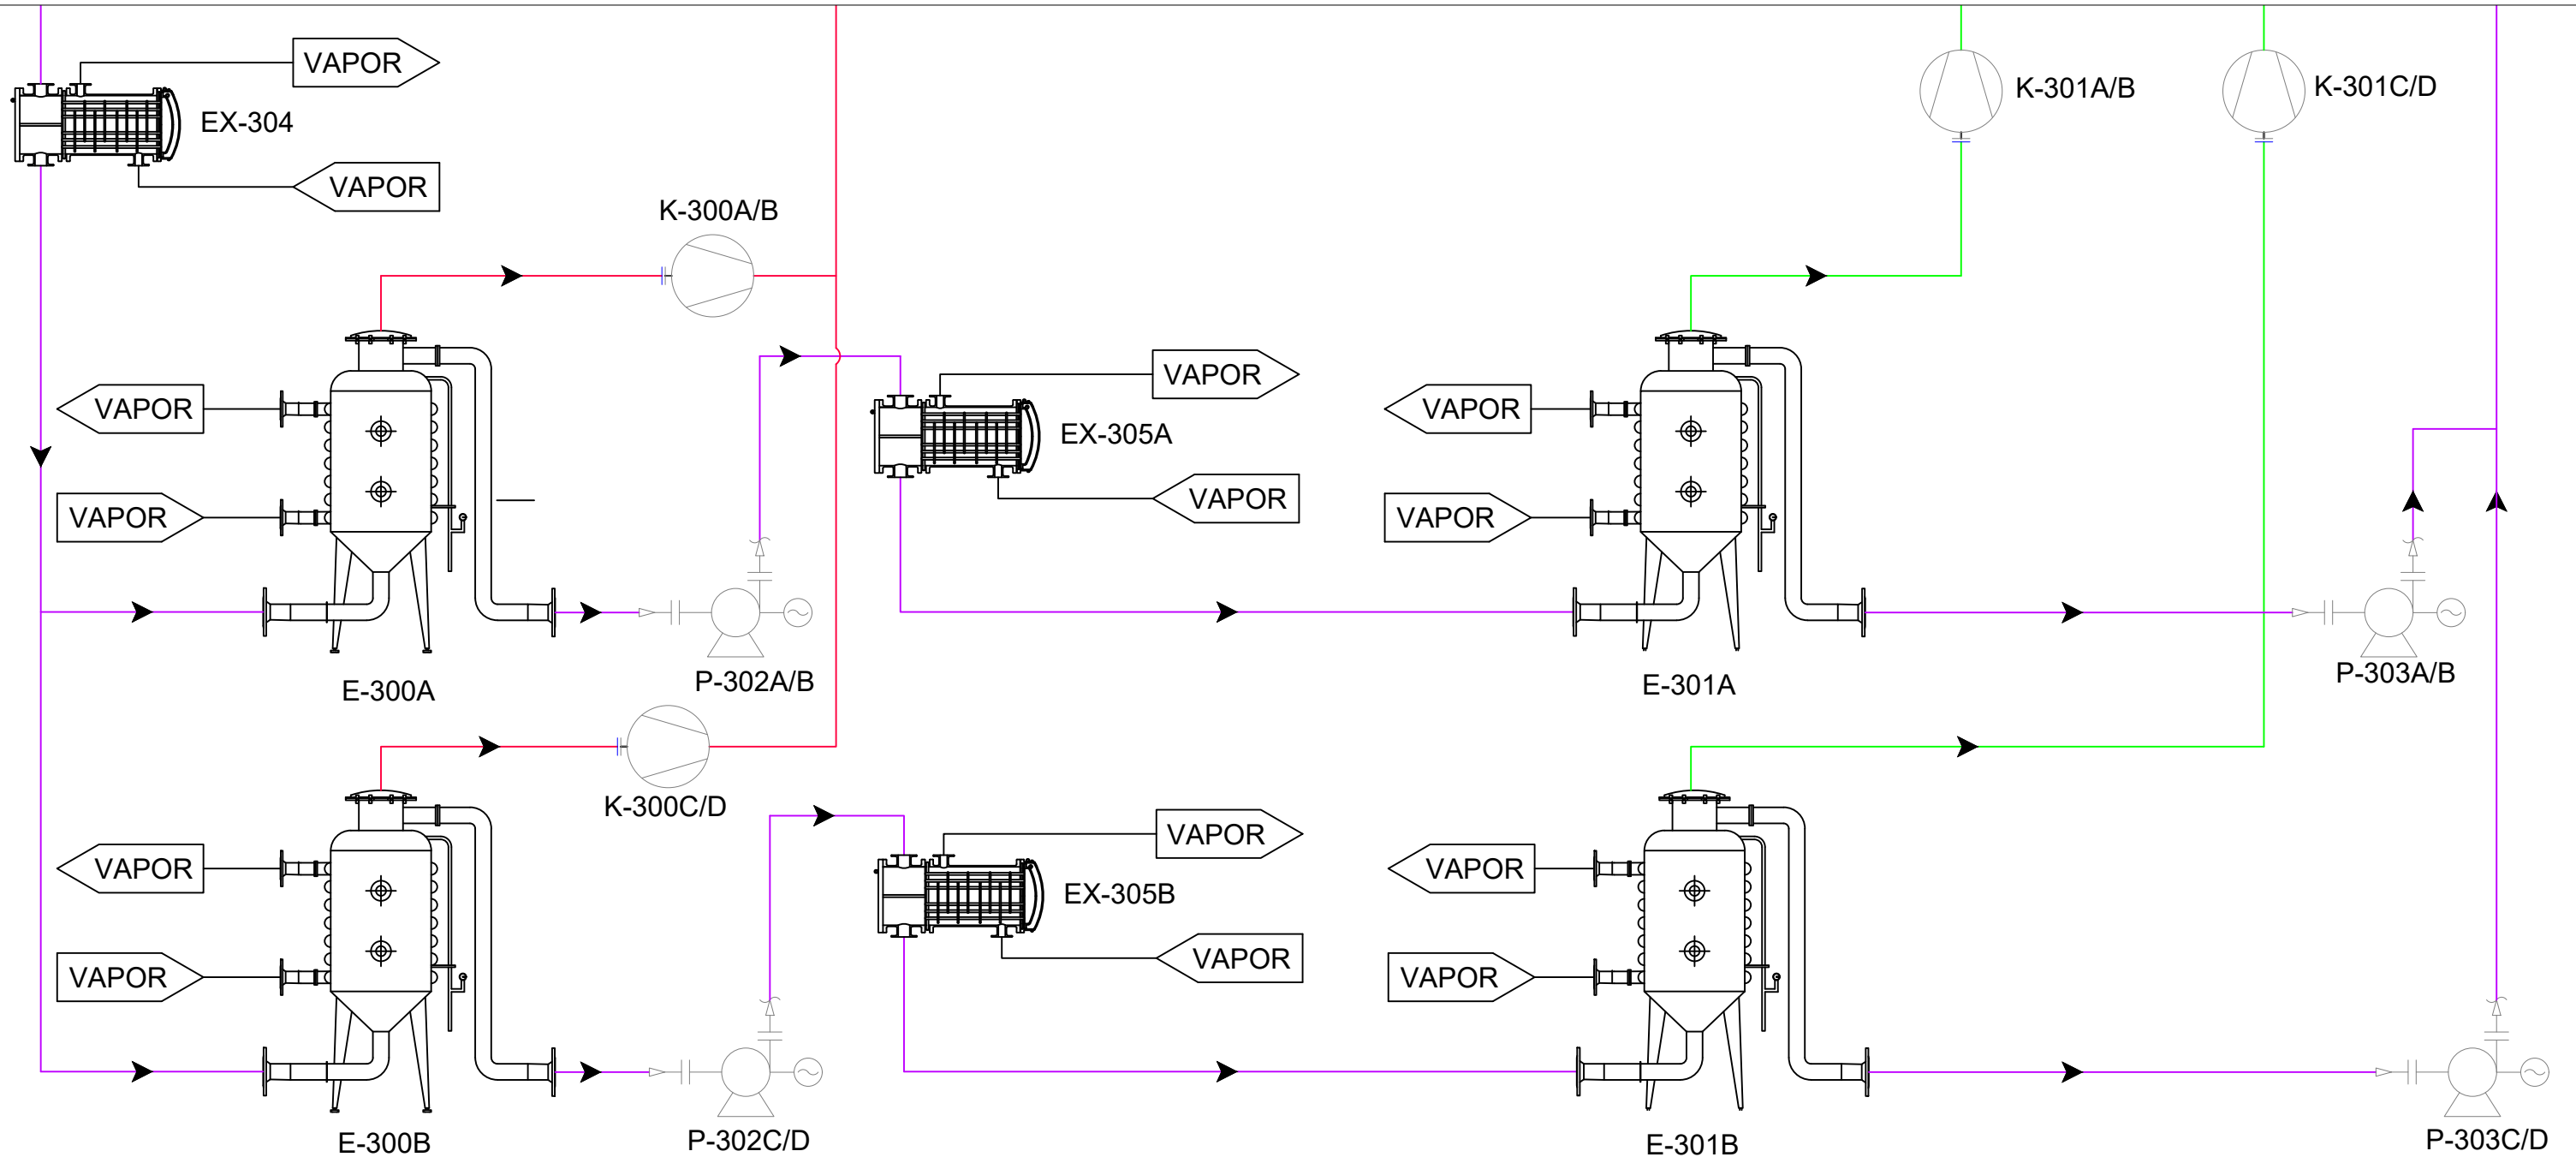 VAPOR
K-301A/B
K-301C/D
EX-304
VAPOR
K-300A/B
VAPOR
VAPOR
VAPOR
EX-305A
VAPOR
VAPOR
VAPOR
VAPOR
P-302A/B
E-300A
E-301A
P-303A/B
K-300C/D
VAPOR
VAPOR
VAPOR
EX-305B
VAPOR
VAPOR
VAPOR
E-300B
P-302C/D
E-301B
P-303C/D